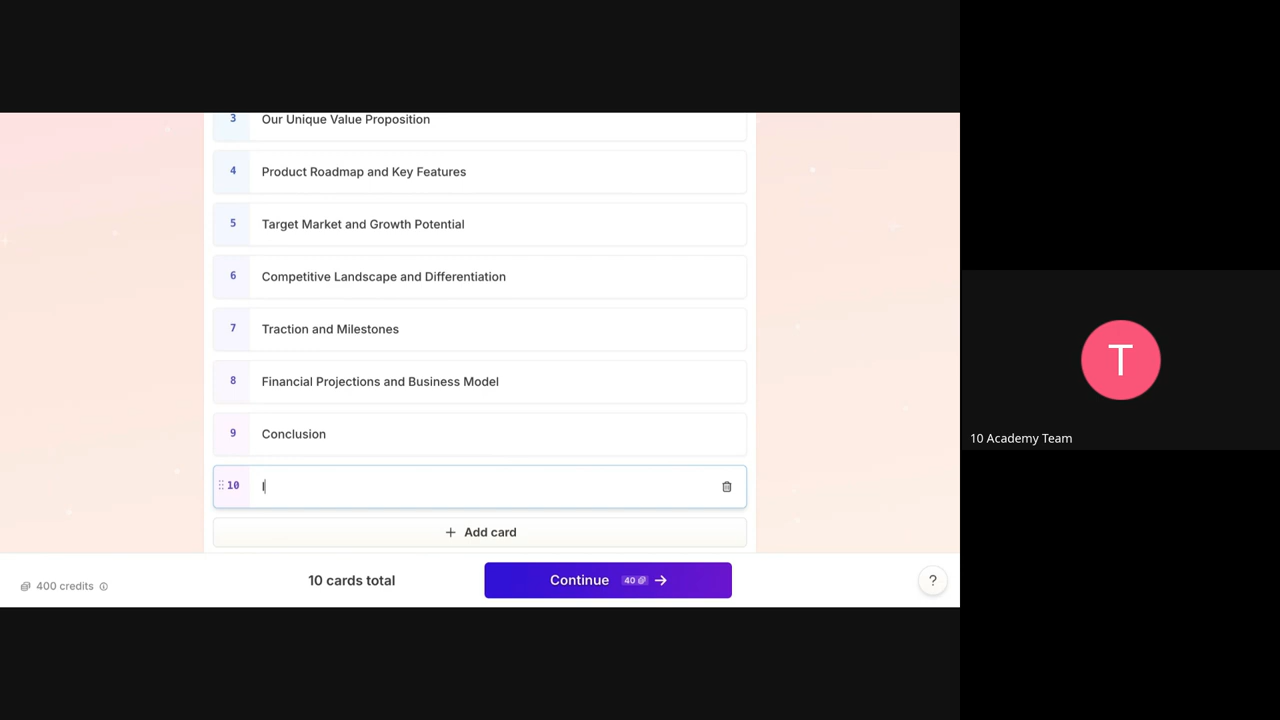 3 Our Unique Value Proposition
4 Product Roadmap and Key Features
5 Target Market and Growth Potential
6 Competitive Landscape and Differentiation
7 Traction and Milestones
8 Financial Projections and Business Model
9 Conclusion
10 I
+ Add card
400 credits
10 cards total
Continue 40
?
T
10 Academy Team